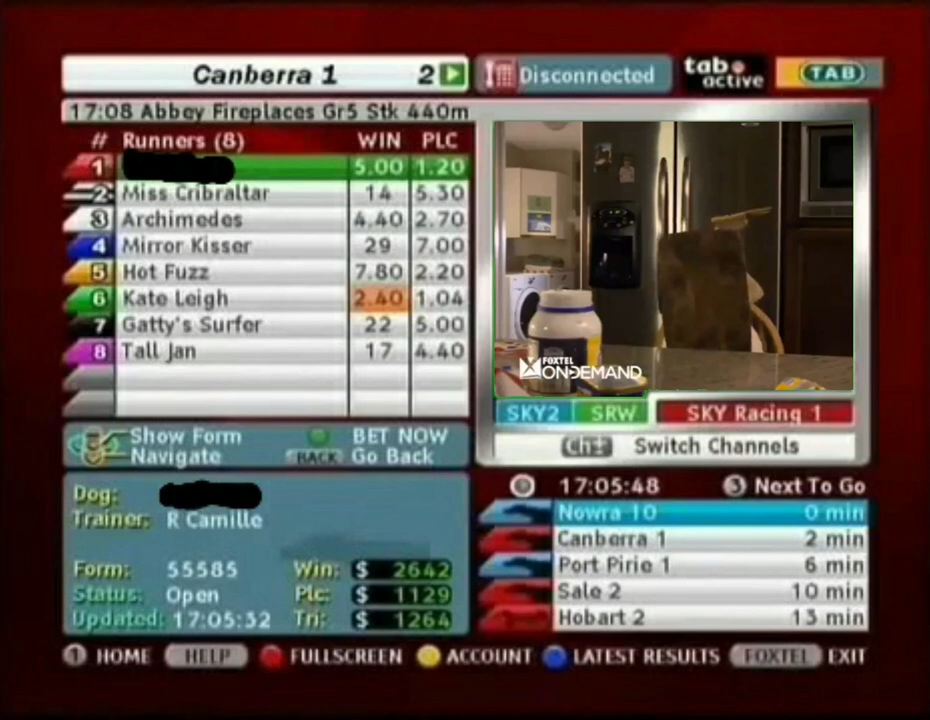 Canberra 1 2
Disconnected
tab active
TAB
17:08 Abbey Fireplaces Gr5 Stk 440m
# Runners (8) WIN PLC
1 5.00 1.20
2 Miss Cribraltar 14 5.30
3 Archimedes 4.40 2.70
4 Mirror Kisser 29 7.00
5 Hot Fuzz 7.80 2.20
6 Kate Leigh 2.40 1.04
7 Gatty's Surfer 22 5.00
8 Tall Jan 17 4.40
FOXTEL
ON DEMAND
SKY2 SRW SKY Racing 1
Ch± Switch Channels
Show Form BET NOW
Navigate BACK Go Back
Dog:
Trainer: R Camille
Form: 55585 Win: $ 2642
Status: Open Plc: $ 1129
Updated: 17:05:32 Tri: $ 1264
17:05:48 3 Next To Go
Nowra 10 0 min
Canberra 1 2 min
Port Pirie 1 6 min
Sale 2 10 min
Hobart 2 13 min
1 HOME HELP FULLSCREEN ACCOUNT LATEST RESULTS FOXTEL EXIT